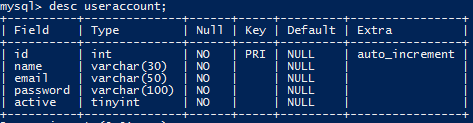 mysql> desc useraccount;
+----------+--------------+------+-----+---------+----------------+
| Field | Type | Null | Key | Default | Extra |
+----------+--------------+------+-----+---------+----------------+
| id | int | NO | PRI | NULL | auto_increment |
| name | varchar(30) | NO | | NULL | |
| email | varchar(50) | NO | | NULL | |
| password | varchar(100) | NO | | NULL | |
| active | tinyint | NO | | NULL | |
+----------+--------------+------+-----+---------+----------------+